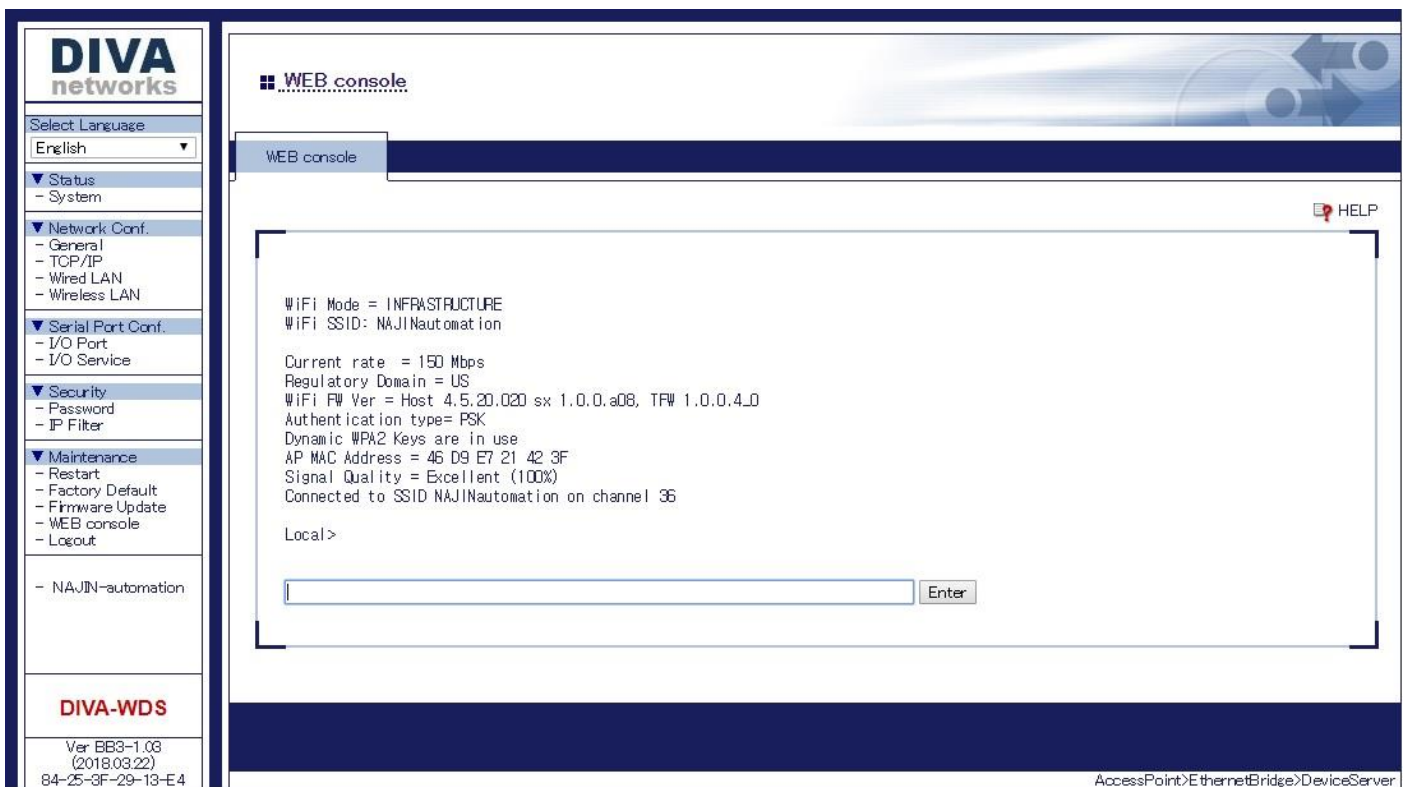 DIVA
networks
Select Language
English
▼ Status
- System
▼ Network Conf.
- General
- TCP/IP
- Wired LAN
- Wireless LAN
▼ Serial Port Conf.
- I/O Port
- I/O Service
▼ Security
- Password
- IP Filter
▼ Maintenance
- Restart
- Factory Default
- Firmware Update
- WEB console
- Logout
- NAJIN-automation
DIVA-WDS
Ver BB3-1.03
(2018.03.22)
84-25-3F-29-13-E4
WEB console
WEB console
HELP
WiFi Mode = INFRASTRUCTURE
WiFi SSID: NAJINautomation
Current rate = 150 Mbps
Regulatory Domain = US
WiFi FW Ver = Host 4.5.20.020 sx 1.0.0.a08, TFW 1.0.0.4_0
Authentication type= PSK
Dynamic WPA2 Keys are in use
AP MAC Address = 46 D9 E7 21 42 3F
Signal Quality = Excellent (100%)
Connected to SSID NAJINautomation on channel 36
Local>
Enter
AccessPoint>EthernetBridge>DeviceServer